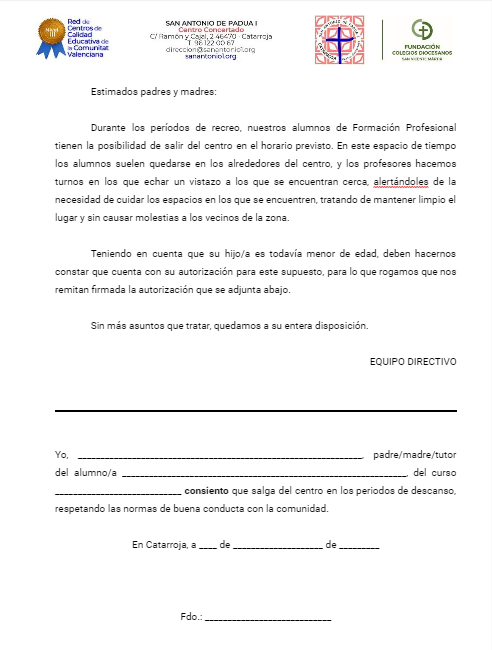 Red de
Centros de
Calidad
Educativa de
la Comunitat
Valenciana
SAN ANTONIO DE PADUA I
Centro Concertado
C/ Ramón y Cajal, 2 46470 · Catarroja
T. 96 122 00 67
direccion@sanantonio1.org
sanantonio1.org
FUNDACIÓN
COLEGIOS DIOCESANOS
SAN VICENTE MÁRTIR
Estimados padres y madres:
Durante los períodos de recreo, nuestros alumnos de Formación Profesional
tienen la posibilidad de salir del centro en el horario previsto. En este espacio de tiempo
los alumnos suelen quedarse en los alrededores del centro, y los profesores hacemos
turnos en los que echar un vistazo a los que se encuentran cerca, alertándoles de la
necesidad de cuidar los espacios en los que se encuentren, tratando de mantener limpio el
lugar y sin causar molestias a los vecinos de la zona.
Teniendo en cuenta que su hijo/a es todavía menor de edad, deben hacernos
constar que cuenta con su autorización para este supuesto, para lo que rogamos que nos
remitan firmada la autorización que se adjunta abajo.
Sin más asuntos que tratar, quedamos a su entera disposición.
EQUIPO DIRECTIVO
Yo, ______________________________, padre/madre/tutor
del alumno/a ______________________________, del curso
____________________ consiento que salga del centro en los periodos de descanso,
respetando las normas de buena conducta con la comunidad.
En Catarroja, a ____ de ____________________ de _________
Fdo.: ____________________________